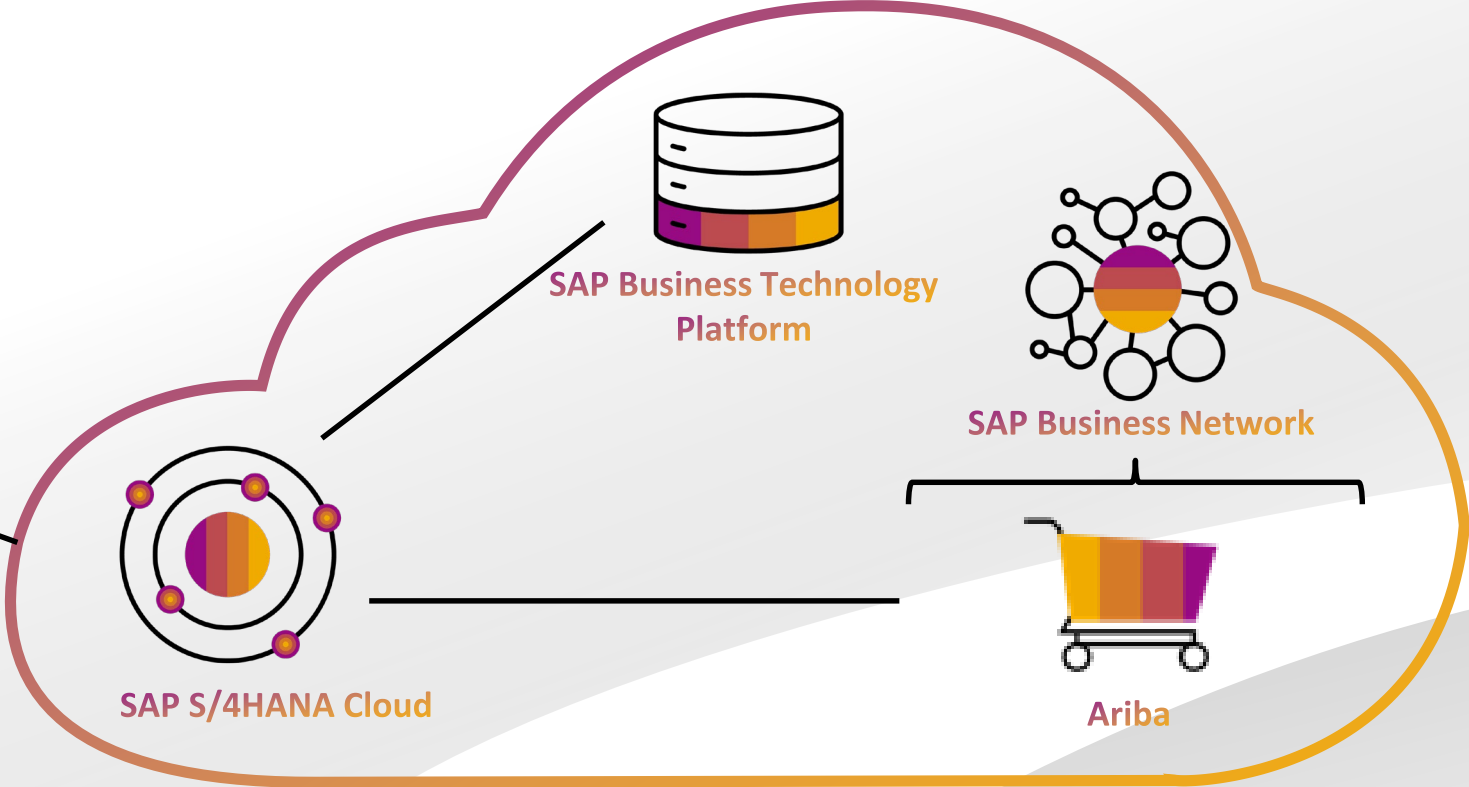 SAP Business Technology
Platform
SAP Business Network
SAP S/4HANA Cloud
Ariba